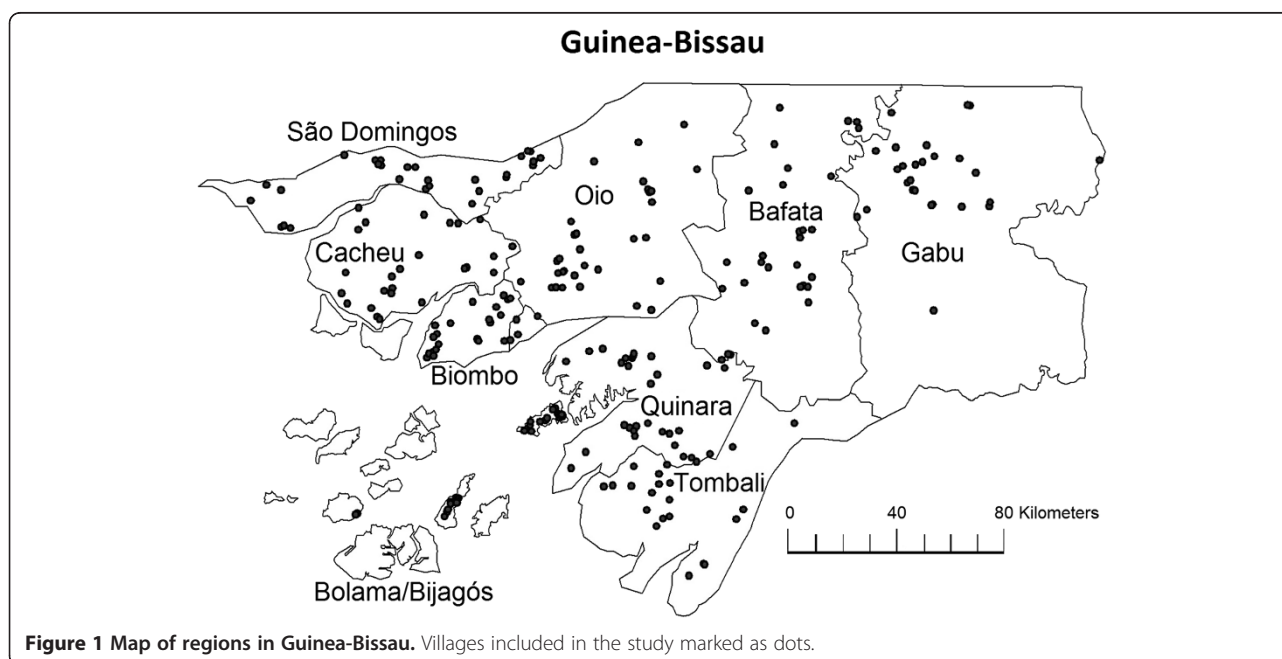 Guinea-Bissau
São Domingos
Oio
Bafata
Cacheu
Gabu
Biombo
Quinara
Tombali
0 40 80 Kilometers
Bolama/Bijagós
Figure 1 Map of regions in Guinea-Bissau. Villages included in the study marked as dots.